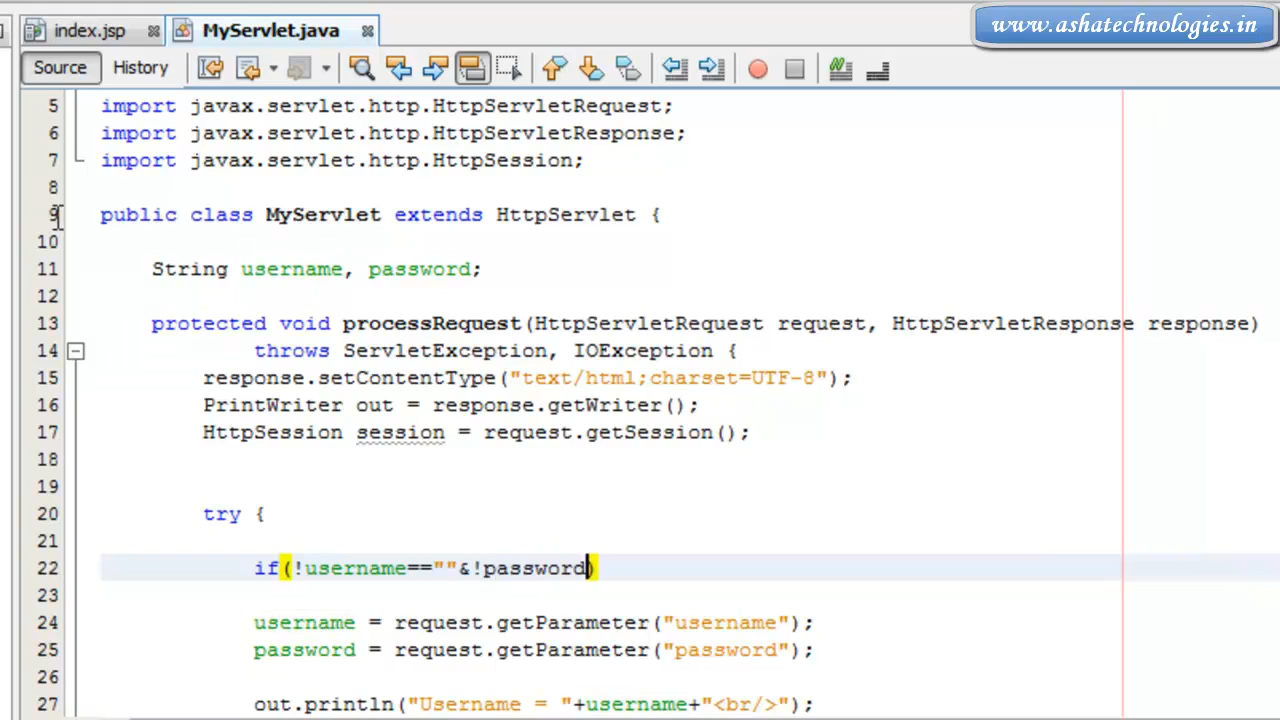 index.jsp
MyServlet.java
www.ashatechnologies.in
Source
History
5 import javax.servlet.http.HttpServletRequest;
6 import javax.servlet.http.HttpServletResponse;
7 import javax.servlet.http.HttpSession;
8
9 public class MyServlet extends HttpServlet {
10
11 String username, password;
12
13 protected void processRequest(HttpServletRequest request, HttpServletResponse response)
14 throws ServletException, IOException {
15 response.setContentType("text/html;charset=UTF-8");
16 PrintWriter out = response.getWriter();
17 HttpSession session = request.getSession();
18
19
20 try {
21
22 if(!username==""&!password)
23
24 username = request.getParameter("username");
25 password = request.getParameter("password");
26
27 out.println("Username = "+username+"<br/>");